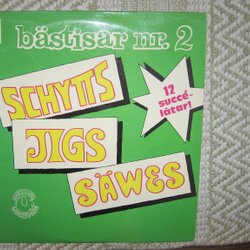 bästisar nr. 2
SCHYTTS
JIGS
SÄWES
12
succé-
låtar!